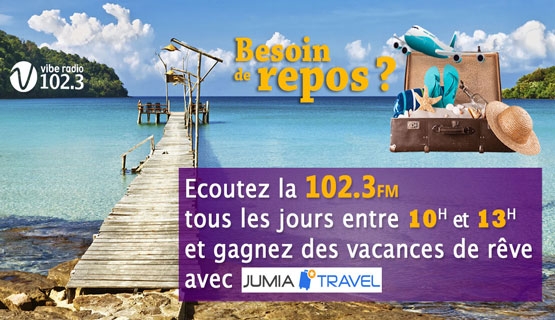 vibe radio
102.3
Besoin
de repos ?
Ecoutez la 102.3FM
tous les jours entre 10H et 13H
et gagnez des vacances de rêve
avec JUMIA TRAVEL